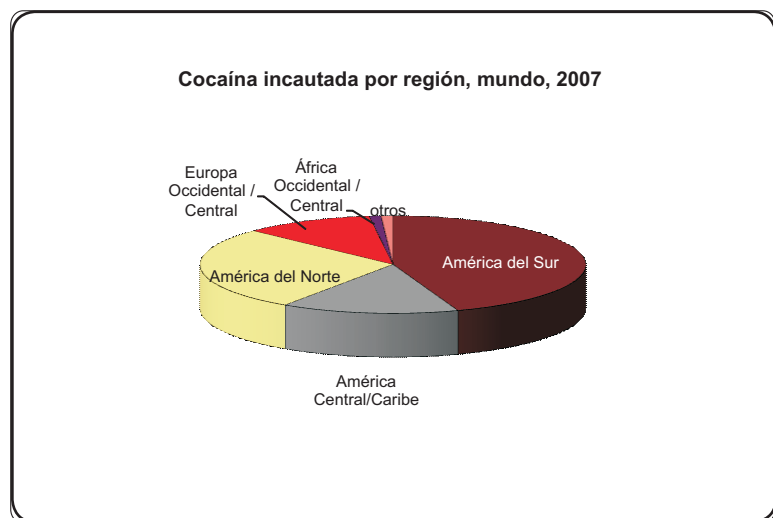 Cocaína incautada por región, mundo, 2007
Europa
Occidental /
Central
África
Occidental /
Central
otros
América del Sur
América del Norte
América
Central/Caribe